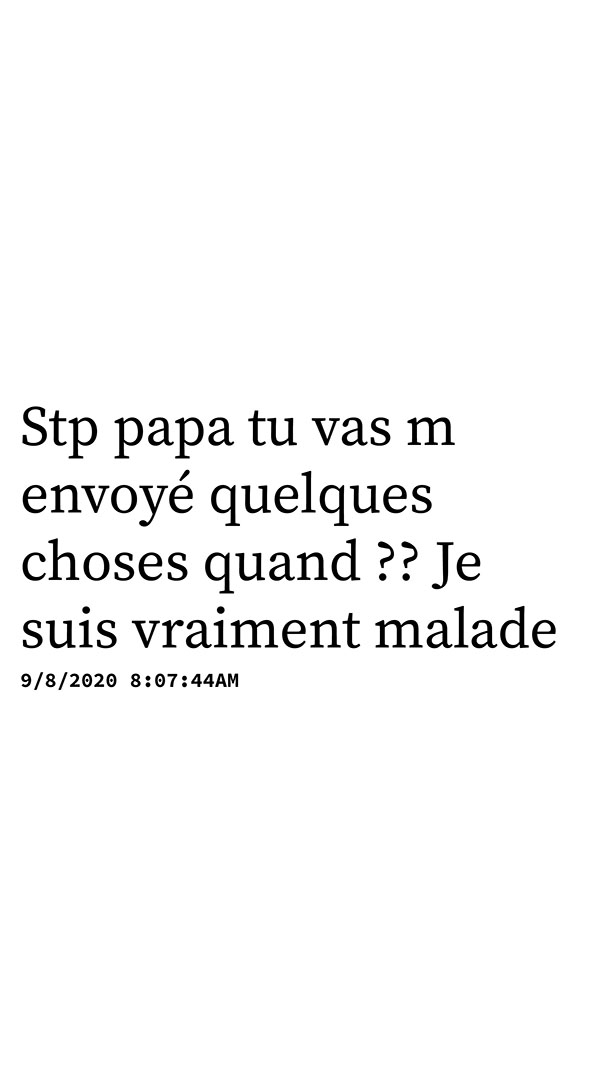 Stp papa tu vas m
envoyé quelques
choses quand ?? Je
suis vraiment malade
9/8/2020 8:07:44AM